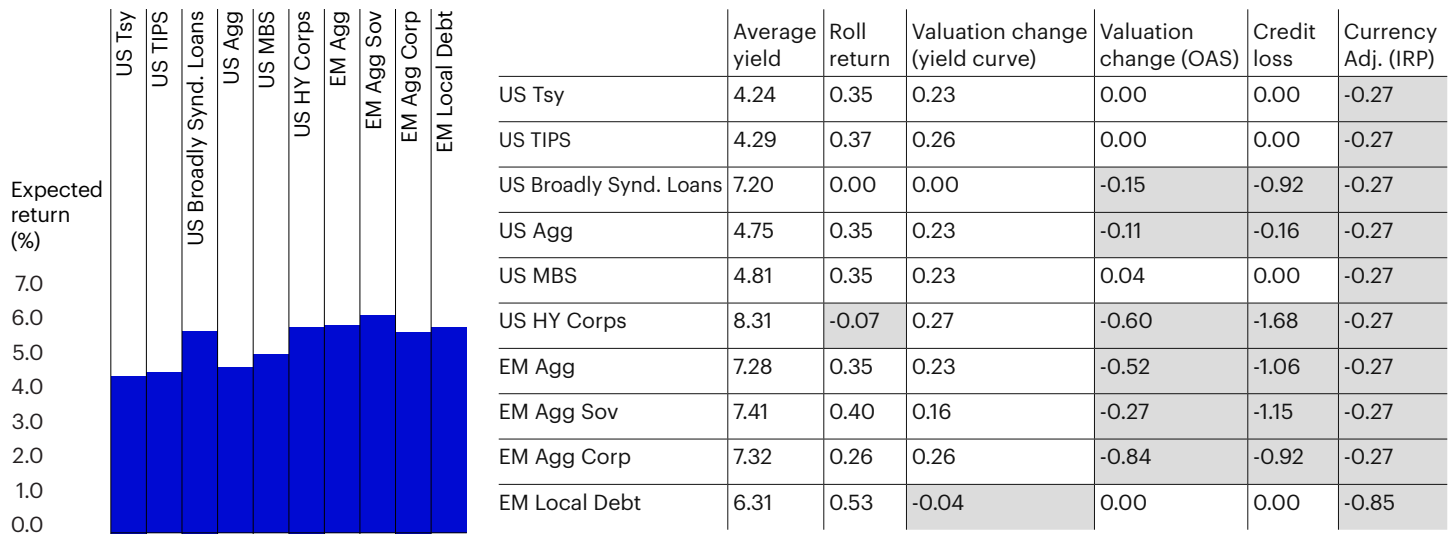 US Tsy
US TIPS
US Broadly Synd. Loans
US Agg
US MBS
US HY Corps
EM Agg
EM Agg Sov
EM Agg Corp
EM Local Debt
Expected
return
(%)
7.0
6.0
5.0
4.0
3.0
2.0
1.0
0.0
Average yield Roll return Valuation change (yield curve) Valuation change (OAS) Credit loss Currency Adj. (IRP)
US Tsy 4.24 0.35 0.23 0.00 0.00 -0.27
US TIPS 4.29 0.37 0.26 0.00 0.00 -0.27
US Broadly Synd. Loans 7.20 0.00 0.00 -0.15 -0.92 -0.27
US Agg 4.75 0.35 0.23 -0.11 -0.16 -0.27
US MBS 4.81 0.35 0.23 0.04 0.00 -0.27
US HY Corps 8.31 -0.07 0.27 -0.60 -1.68 -0.27
EM Agg 7.28 0.35 0.23 -0.52 -1.06 -0.27
EM Agg Sov 7.41 0.40 0.16 -0.27 -1.15 -0.27
EM Agg Corp 7.32 0.26 0.26 -0.84 -0.92 -0.27
EM Local Debt 6.31 0.53 -0.04 0.00 0.00 -0.85